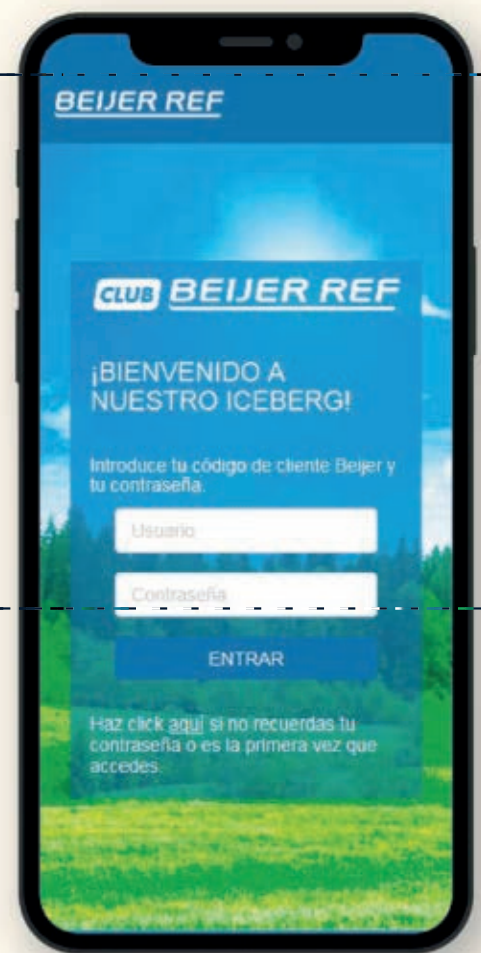 BEIJER REF
CLUB BEIJER REF
¡BIENVENIDO A
NUESTRO ICEBERG!
Introduce tu código de cliente Beijer y
tu contraseña.
Usuario
Contraseña
ENTRAR
Haz click aquí si no recuerdas tu
contraseña o es la primera vez que
accedes.